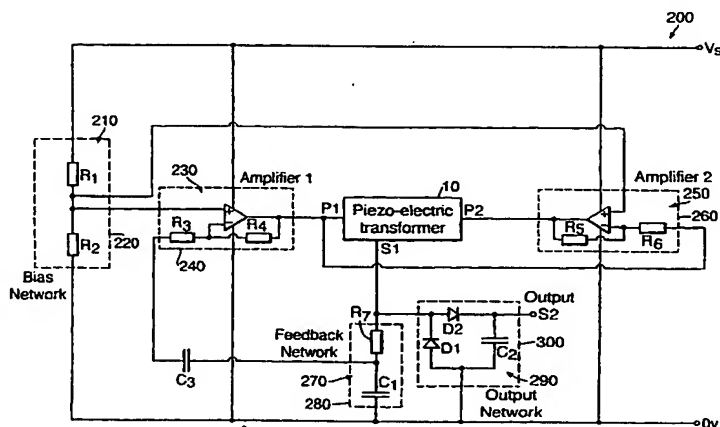 200
Vs
210
Amplifier 1
Amplifier 2
230
10
250
R1
P1
Piezo-electric
transformer
P2
260
R3
R4
R5
R6
R2
220
240
S1
Bias
Network
Output
S2
R7
D2
Feedback
Network
D1
C2
300
C3
270
C1
290
280
Output
Network
0v